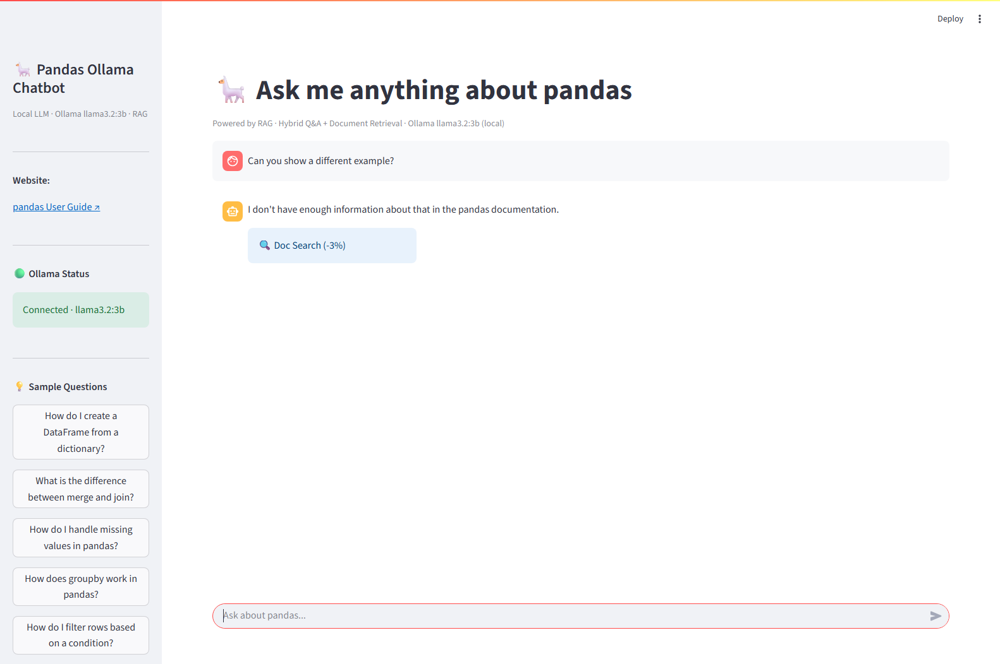 Deploy
Pandas Ollama
Chatbot
Local LLM · Ollama llama3.2:3b · RAG
Website:
pandas User Guide ↗
Ollama Status
Connected · llama3.2:3b
Sample Questions
How do I create a
DataFrame from a
dictionary?
What is the difference
between merge and join?
How do I handle missing
values in pandas?
How does groupby work in
pandas?
How do I filter rows based
on a condition?
Ask me anything about pandas
Powered by RAG · Hybrid Q&A + Document Retrieval · Ollama llama3.2:3b (local)
Can you show a different example?
I don't have enough information about that in the pandas documentation.
Doc Search (-3%)
Ask about pandas...